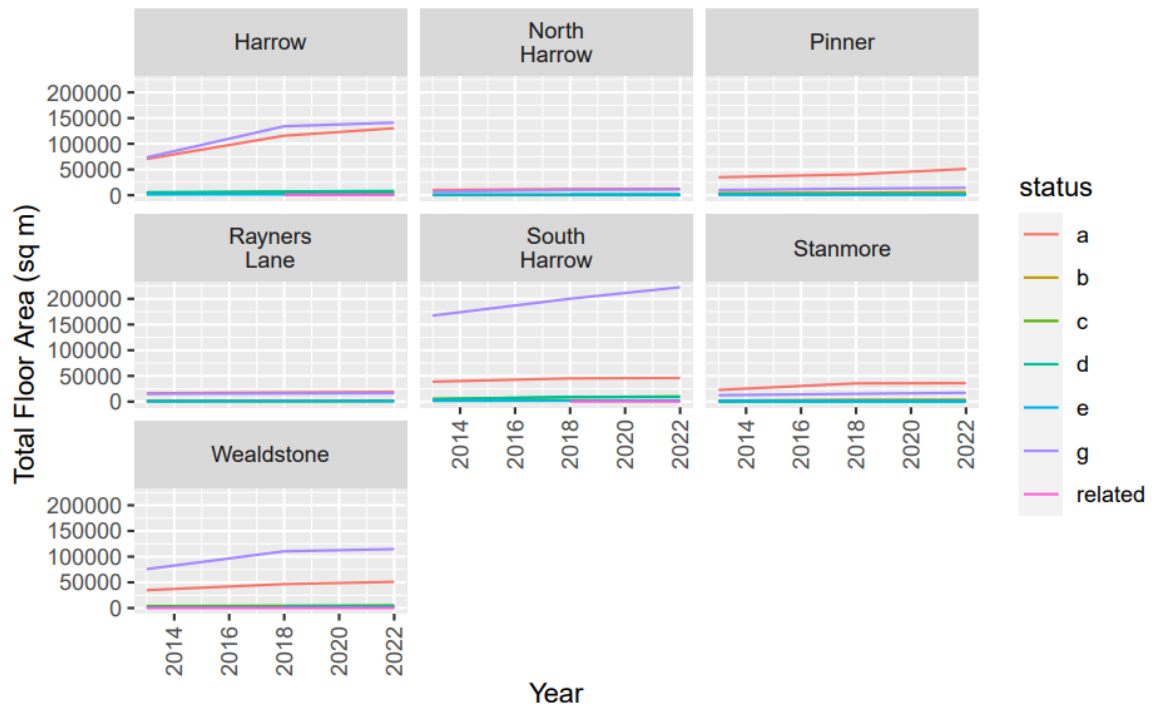 Harrow
North
Harrow
Pinner
200000
150000
100000
50000
0
Rayners
Lane
South
Harrow
Stanmore
200000
150000
100000
50000
0
2014
2016
2018
2020
2022
2014
2016
2018
2020
2022
Wealdstone
200000
150000
100000
50000
0
2014
2016
2018
2020
2022
Total Floor Area (sq m)
Year
status
a
b
c
d
e
g
related